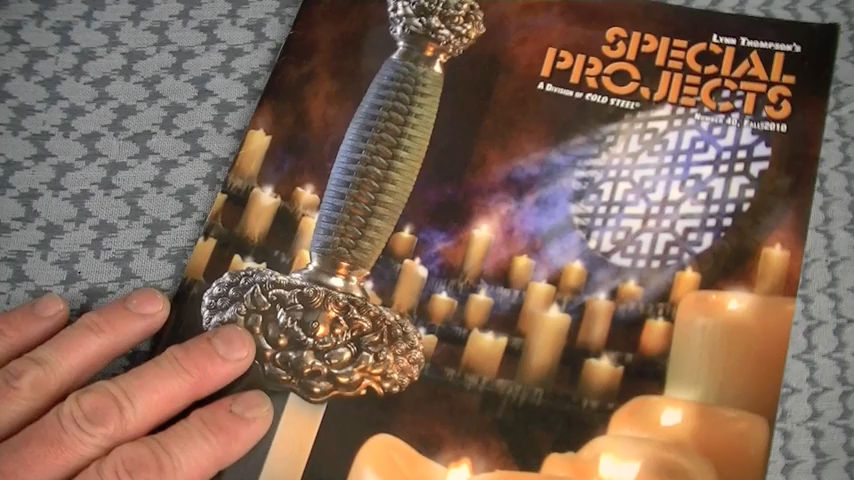 LYNN THOMPSON'S
SPECIAL
PROJECTS
A DIVISION OF COLD STEEL®
NUMBER 40, FALL 2010